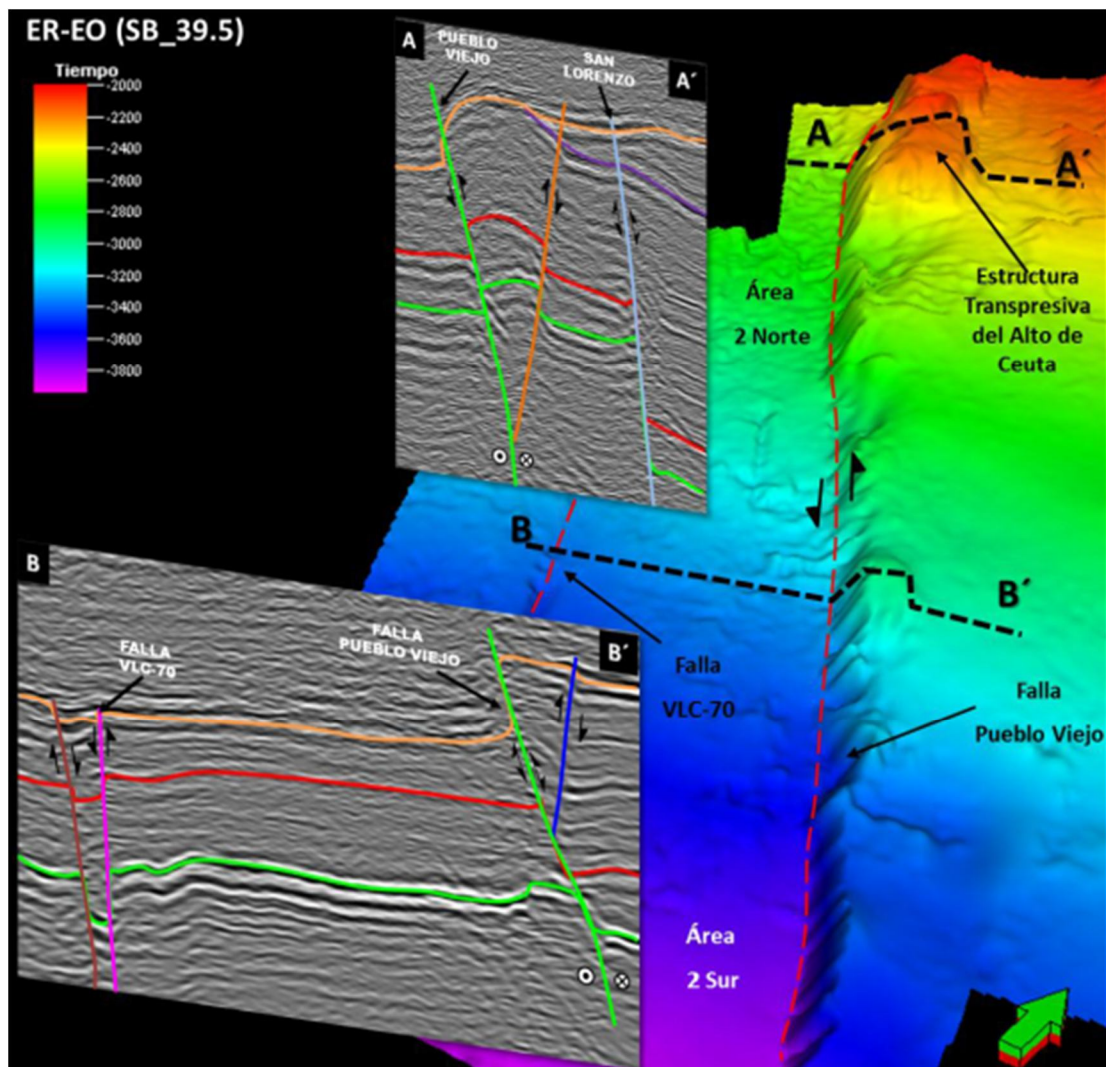 ER-EO (SB_39.5)
Tiempo
-2000
-2200
-2400
-2600
-2800
-3000
-3200
-3400
-3600
-3800
A
PUEBLO
VIEJO
SAN
LORENZO
A´
A
A´
Estructura
Transpresiva
del Alto de
Ceuta
Área
2 Norte
B
B´
Falla
VLC-70
Falla
Pueblo Viejo
B
FALLA
VLC-70
FALLA
PUEBLO VIEJO
B´
Área
2 Sur